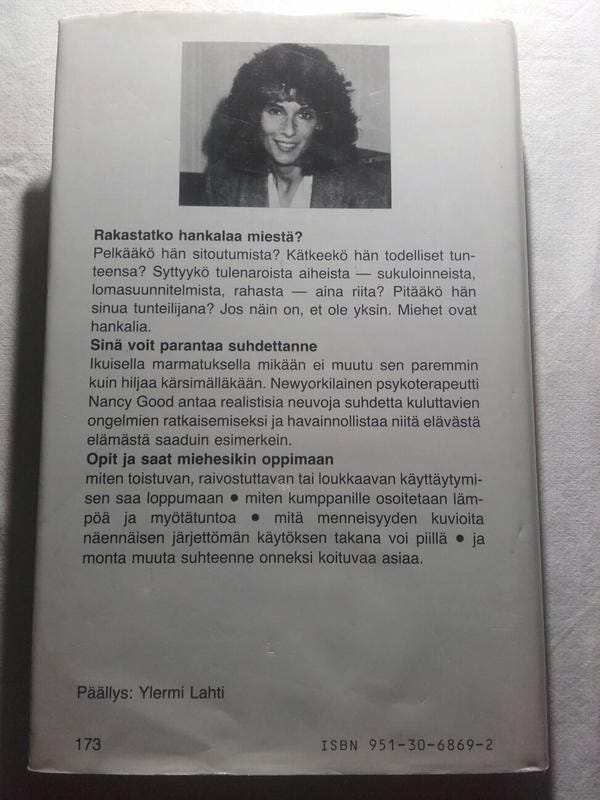 Rakastatko hankalaa miestä?
Pelkääkö hän sitoutumista? Kätkeekö hän todelliset tun-
teensa? Syttyykö tulenaroista aiheista — sukuloinneista,
lomasuunnitelmista, rahasta — aina riita? Pitääkö hän
sinua tunteilijana? Jos näin on, et ole yksin. Miehet ovat
hankalia.
Sinä voit parantaa suhdettanne
Ikuisella marmatuksella mikään ei muutu sen paremmin
kuin hiljaa kärsimälläkään. Newyorkilainen psykoterapeutti
Nancy Good antaa realistisia neuvoja suhdetta kuluttavien
ongelmien ratkaisemiseksi ja havainnollistaa niitä elävästä
elämästä saaduin esimerkein.
Opit ja saat miehesikin oppimaan
miten toistuvan, raivostuttavan tai loukkaavan käyttäytymi-
sen saa loppumaan ● miten kumppanille osoitetaan läm-
pöä ja myötätuntoa ● mitä menneisyyden kuvioita
näennäisen järjettömän käytöksen takana voi piillä ● ja
monta muuta suhteenne onneksi koituvaa asiaa.
Päällys: Ylermi Lahti
173 ISBN 951-30-6869-2